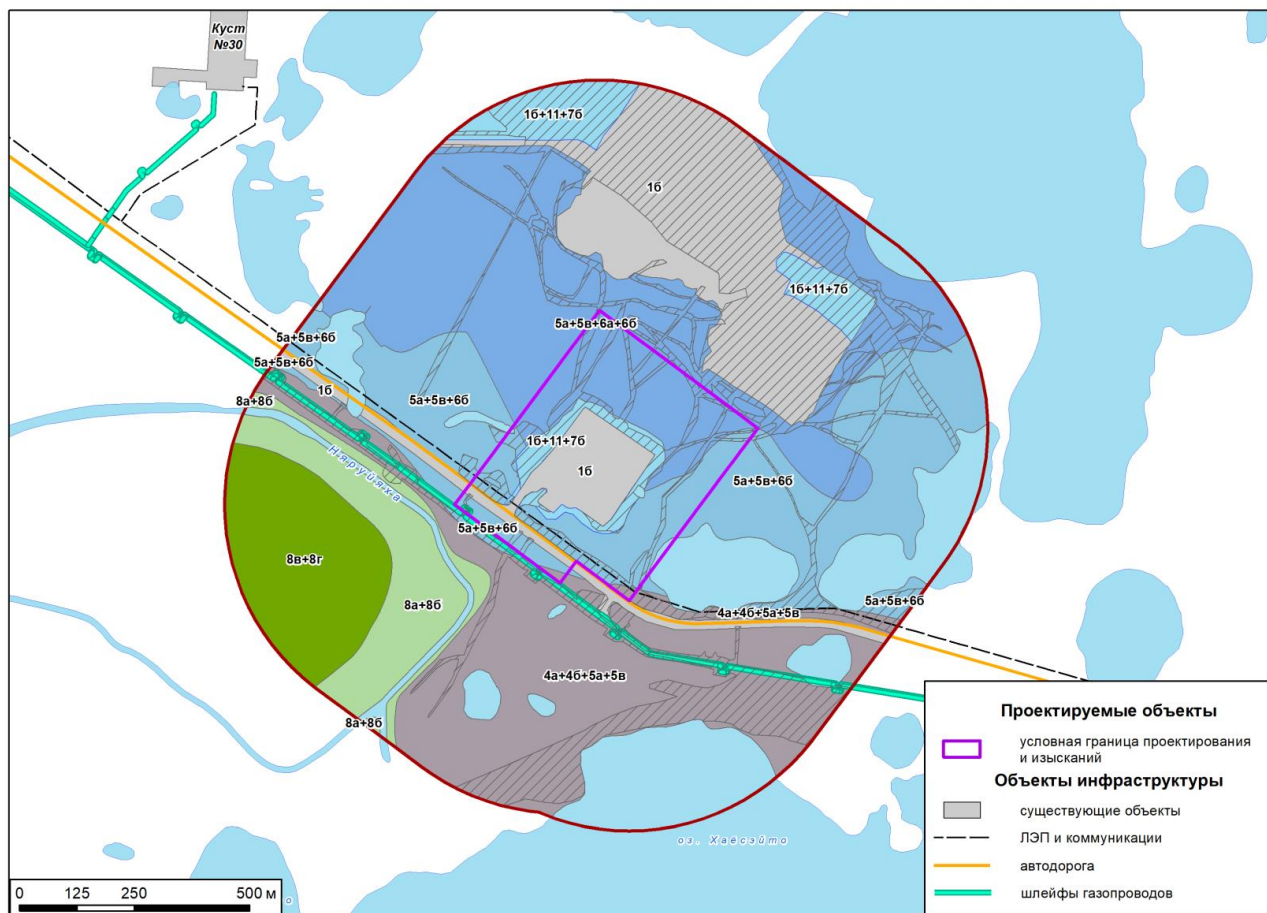 Куст
№30
1б+11+7б
1б
1б+11+7б
5а+5в+6а+6б
5а+5в+6б
5а+5в+6б
1б
8а+8б
5а+5в+6б
1б+11+7б
1б
5а+5в+6б
Н я р у й я х а
5а+5в+6б
8в+8г
8а+8б
5а+5в+6б
4а+4б+5а+5в
4а+4б+5а+5в
8а+8б
оз. Хаесэйто
Проектируемые объекты
условная граница проектирования
и изысканий
Объекты инфраструктуры
существующие объекты
ЛЭП и коммуникации
автодорога
шлейфы газопроводов
0 125 250 500 м